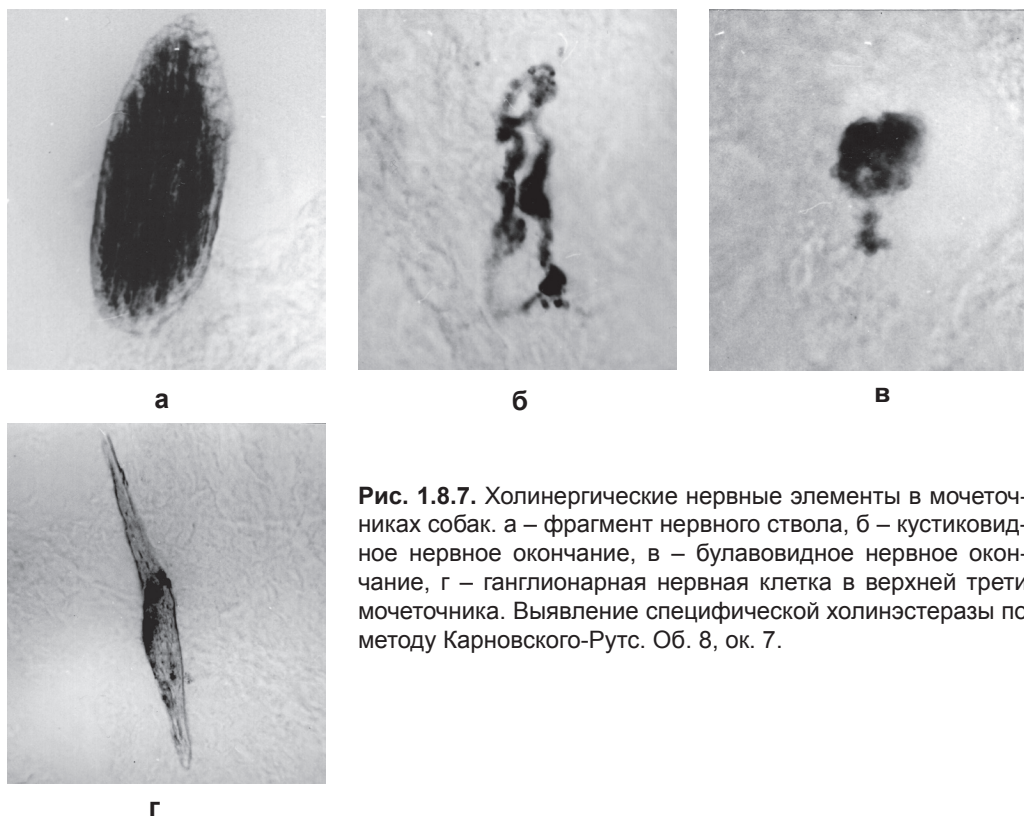 а
б
в
г
Рис. 1.8.7. Холинергические нервные элементы в мочеточ-
никах собак. а – фрагмент нервного ствола, б – кустиковид-
ное нервное окончание, в – булавовидное нервное окон-
чание, г – ганглионарная нервная клетка в верхней трети
мочеточника. Выявление специфической холинэстеразы по
методу Карновского-Рутс. Об. 8, ок. 7.